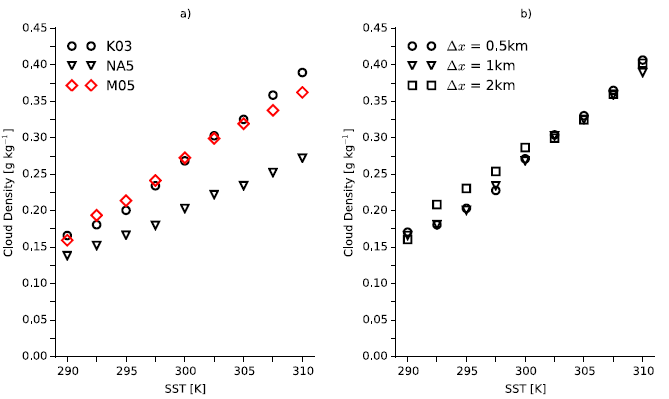 a)
0.45
0.40
0.35
0.30
0.25
0.20
0.15
0.10
0.05
0.00
Cloud Density [g kg⁻¹]
K03
NA5
M05
290
295
300
305
310
SST [K]
b)
0.45
0.40
0.35
0.30
0.25
0.20
0.15
0.10
0.05
0.00
Cloud Density [g kg⁻¹]
Δx = 0.5km
Δx = 1km
Δx = 2km
290
295
300
305
310
SST [K]